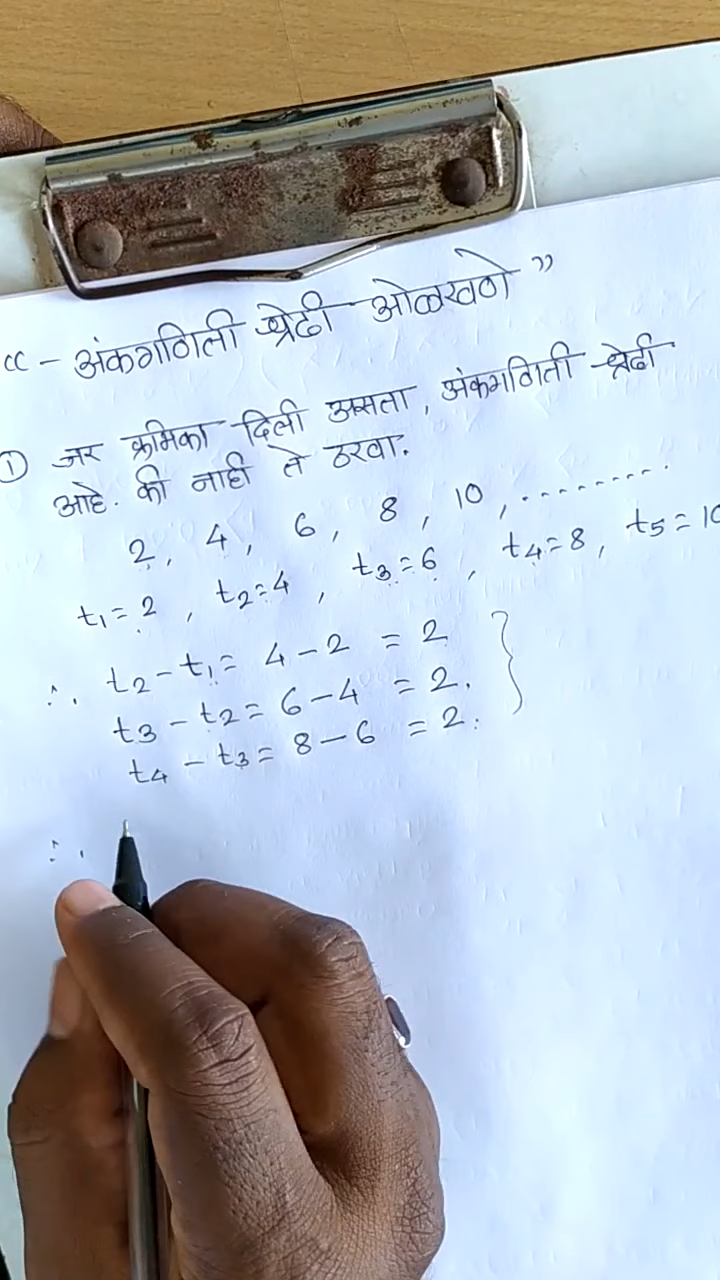 “ - अंकगणिती श्रेढी ओळखणे ”
① जर क्रमिका दिली असता, अंकगणिती श्रेढी
आहे. की नाही ते ठरवा.
2, 4, 6, 8, 10, .........
t₁ = 2 , t₂ = 4 , t₃ = 6 , t₄ = 8 , t₅ = 10
∴ t₂ - t₁ = 4 - 2 = 2
t₃ - t₂ = 6 - 4 = 2.
t₄ - t₃ = 8 - 6 = 2.
∴